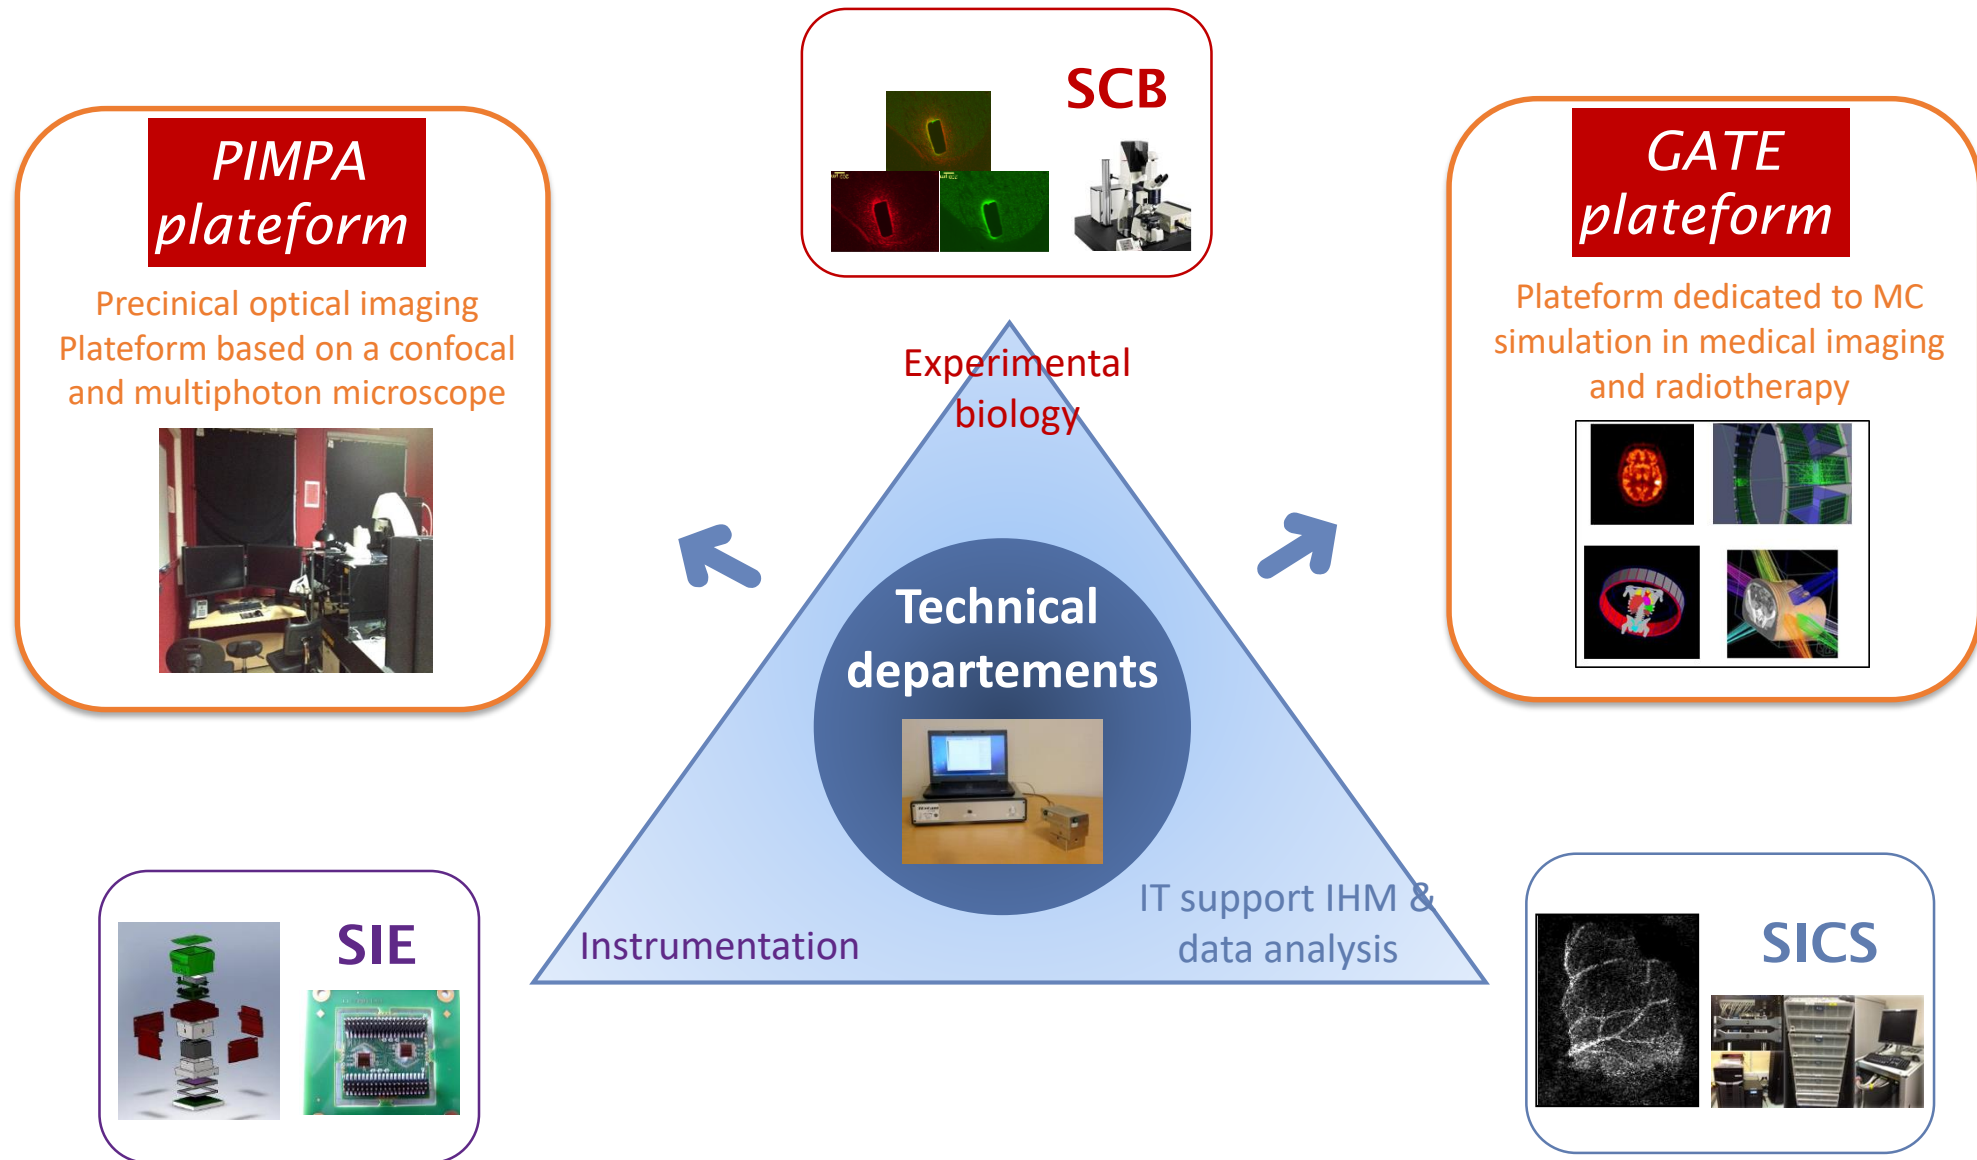 SCB
PIMPA
plateform
Precinical optical imaging
Plateform based on a confocal
and multiphoton microscope
GATE
plateform
Plateform dedicated to MC
simulation in medical imaging
and radiotherapy
Experimental
biology
Technical
departements
Instrumentation
IT support IHM &
data analysis
SIE
SICS